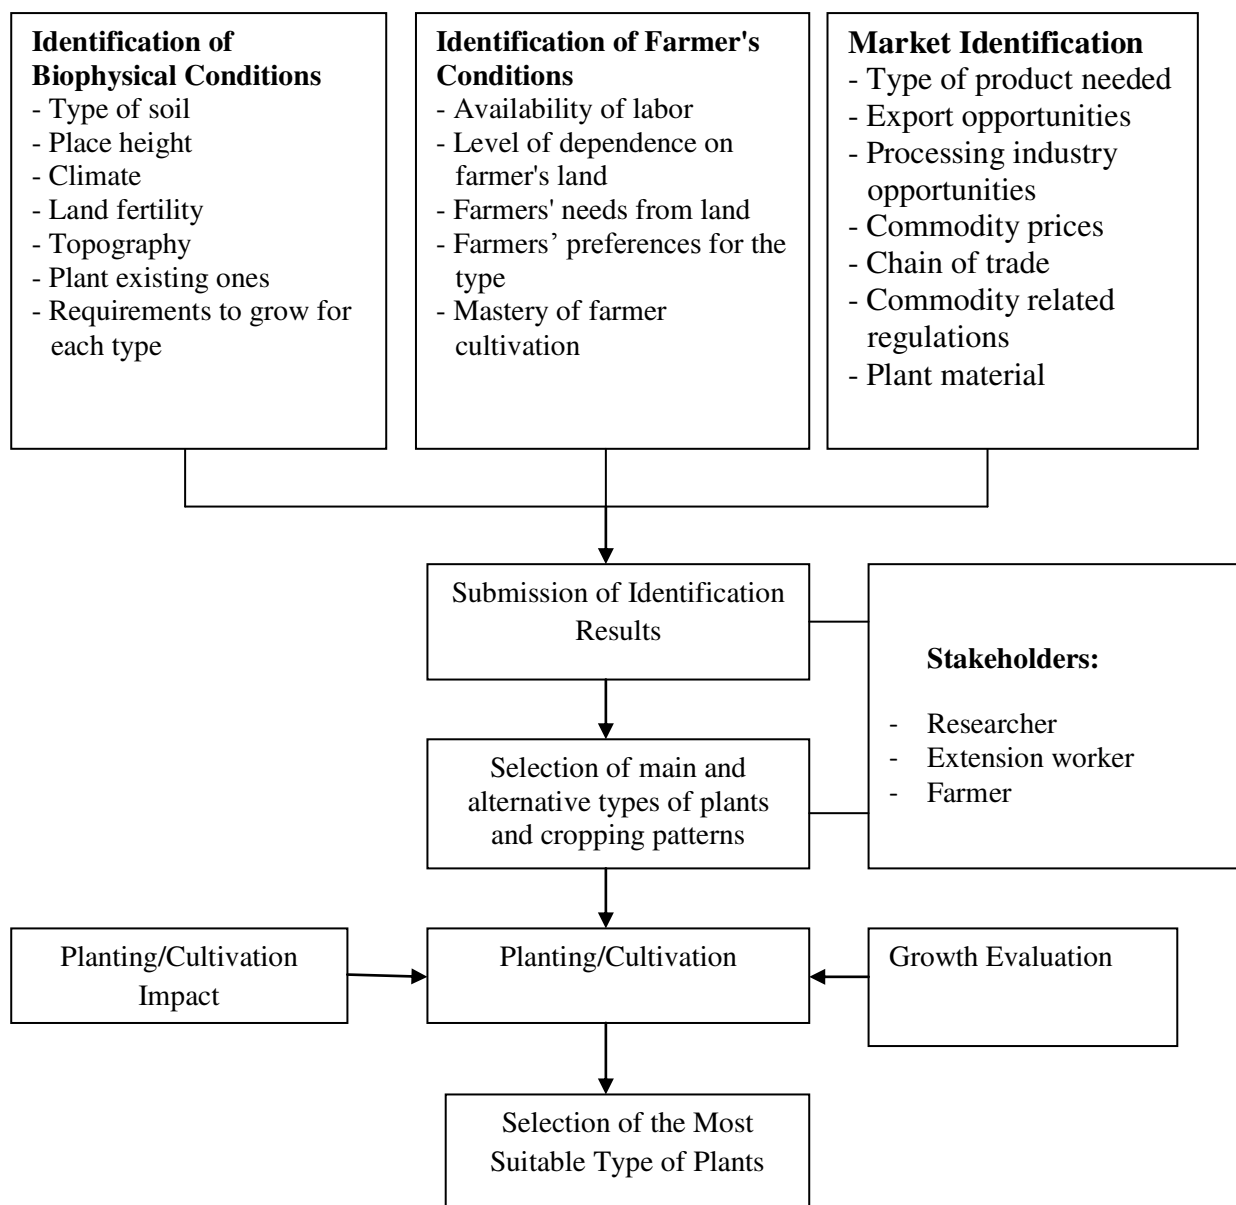 Identification of
Biophysical Conditions
- Type of soil
- Place height
- Climate
- Land fertility
- Topography
- Plant existing ones
- Requirements to grow for
each type
Identification of Farmer's
Conditions
- Availability of labor
- Level of dependence on
farmer's land
- Farmers' needs from land
- Farmers’ preferences for the
type
- Mastery of farmer
cultivation
Market Identification
- Type of product needed
- Export opportunities
- Processing industry
opportunities
- Commodity prices
- Chain of trade
- Commodity related
regulations
- Plant material
Submission of Identification
Results
Stakeholders:
- Researcher
- Extension worker
- Farmer
Selection of main and
alternative types of plants
and cropping patterns
Planting/Cultivation
Impact
Planting/Cultivation
Growth Evaluation
Selection of the Most
Suitable Type of Plants